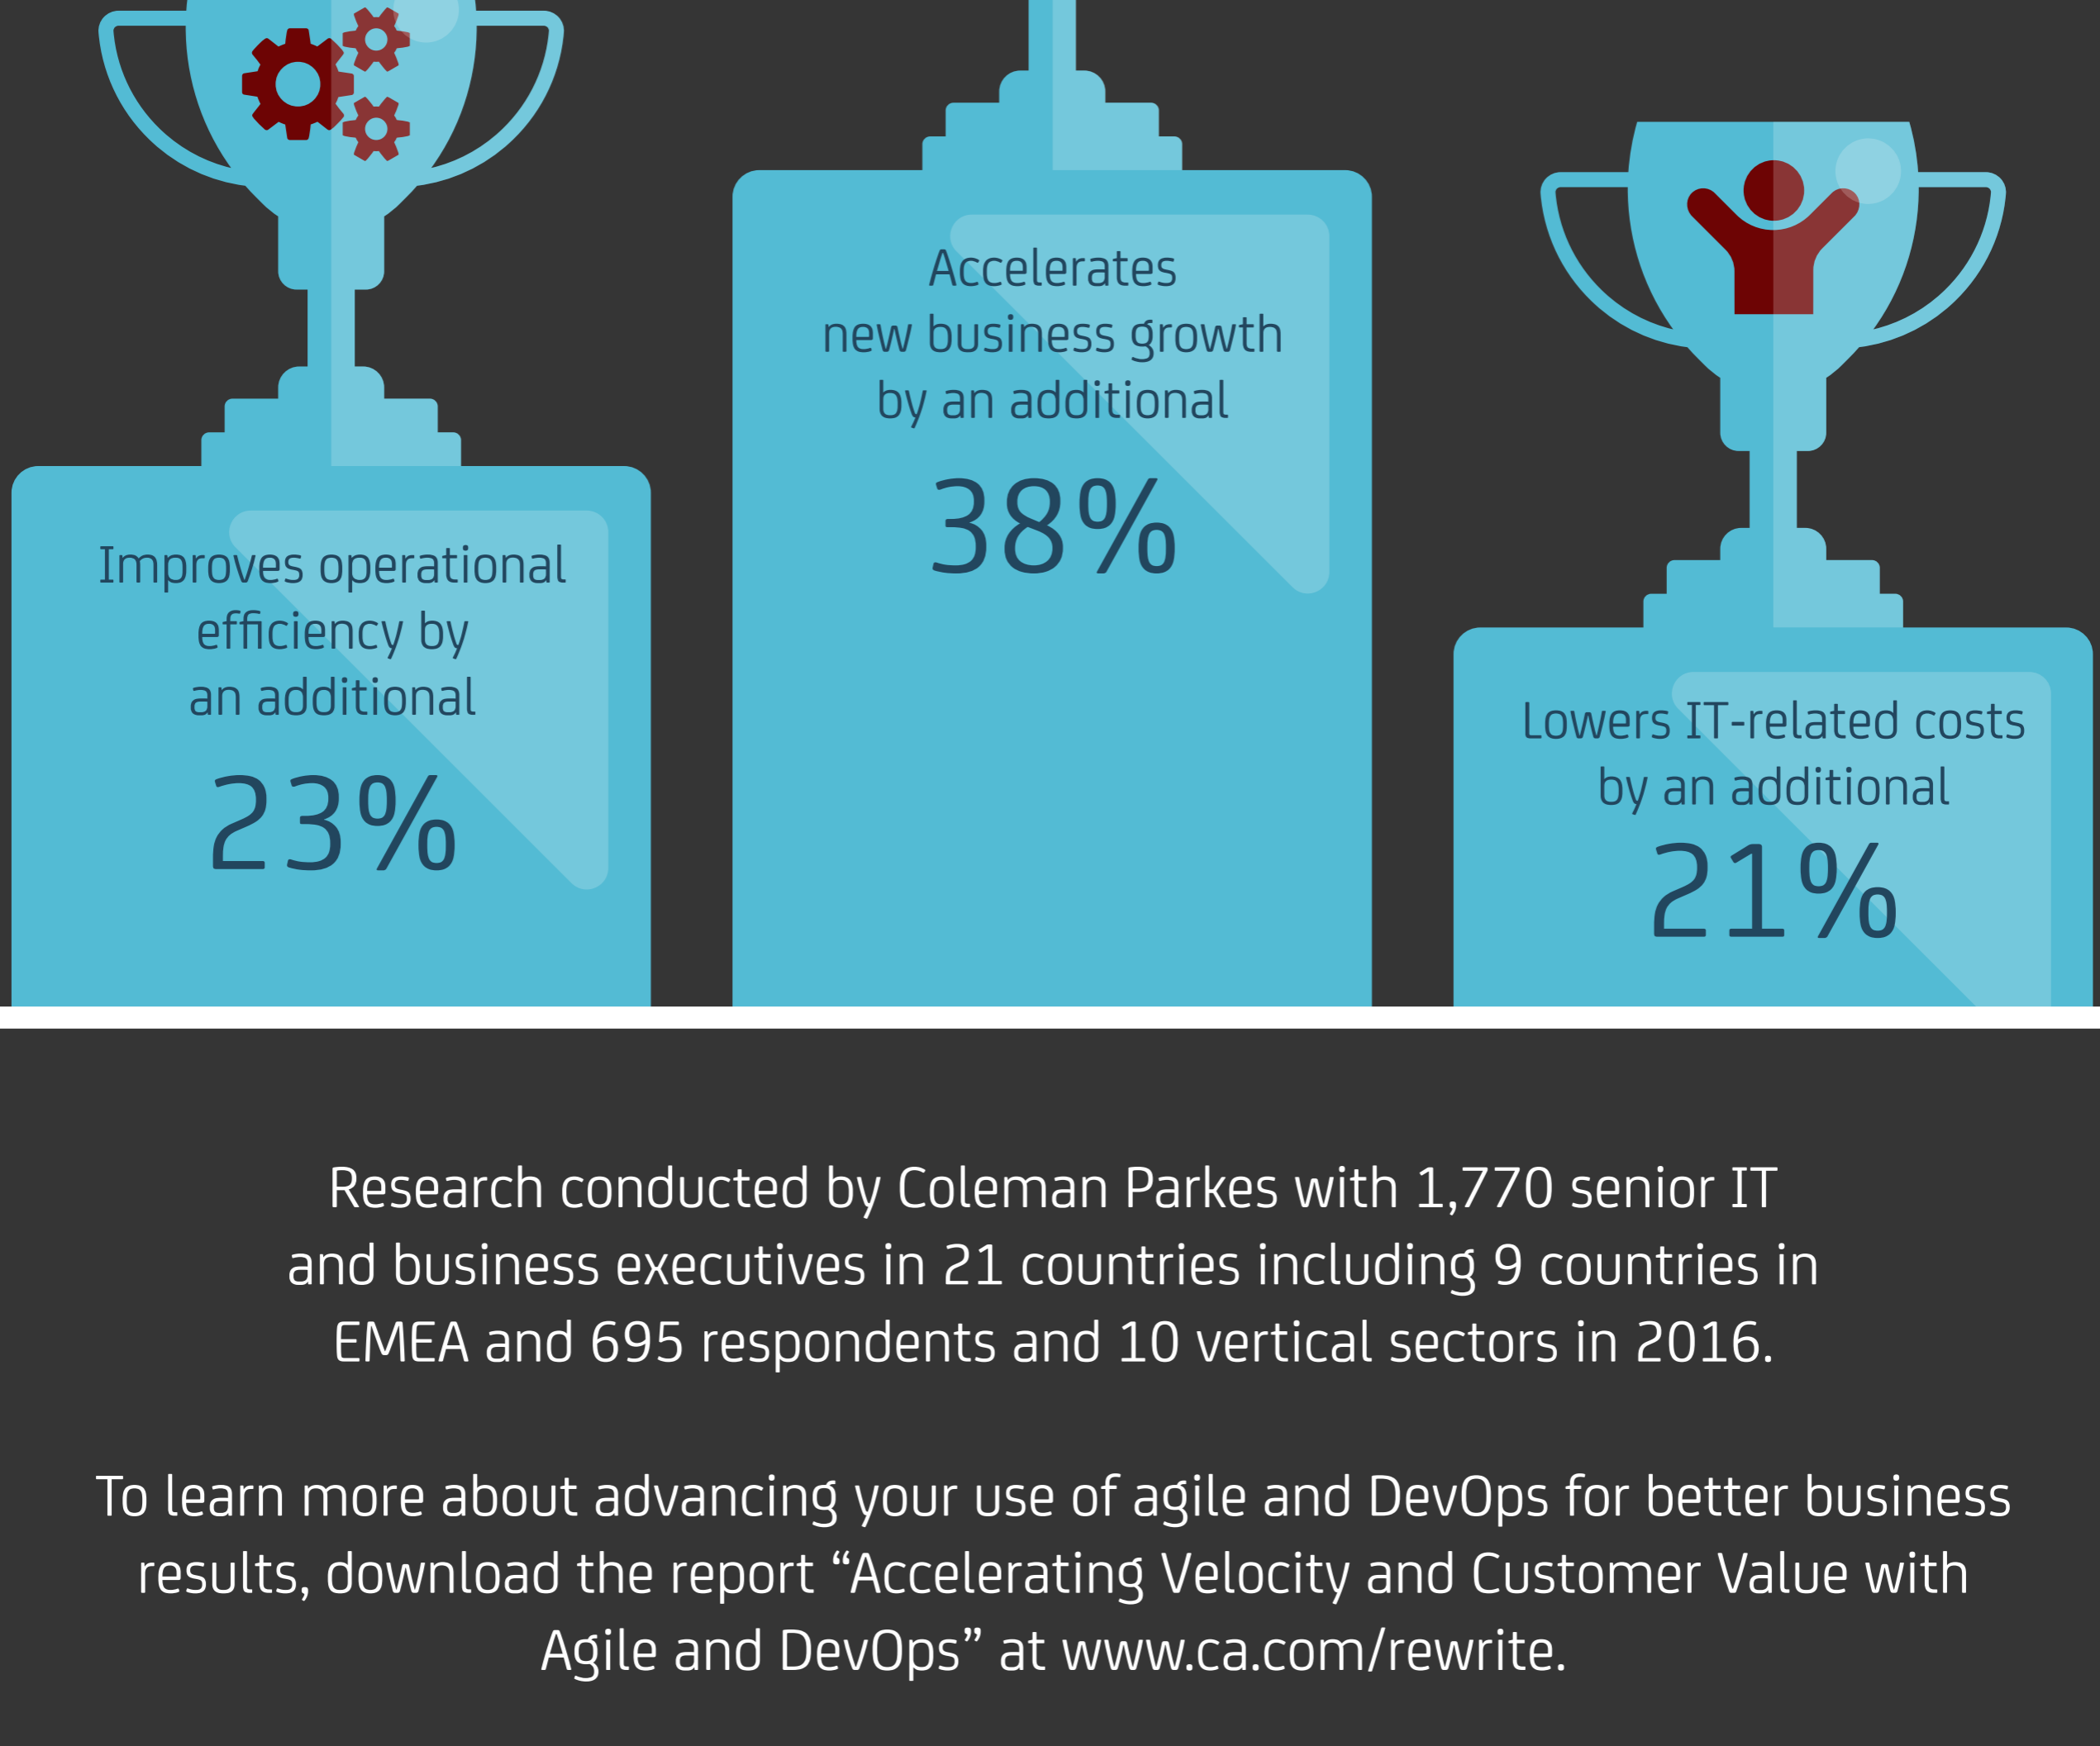 Improves operational
efficiency by
an additional
23%
Accelerates
new business growth
by an additional
38%
Lowers IT-related costs
by an additional
21%
Research conducted by Coleman Parkes with 1,770 senior IT
and business executives in 21 countries including 9 countries in
EMEA and 695 respondents and 10 vertical sectors in 2016.
To learn more about advancing your use of agile and DevOps for better business
results, download the report “Accelerating Velocity and Customer Value with
Agile and DevOps” at www.ca.com/rewrite.